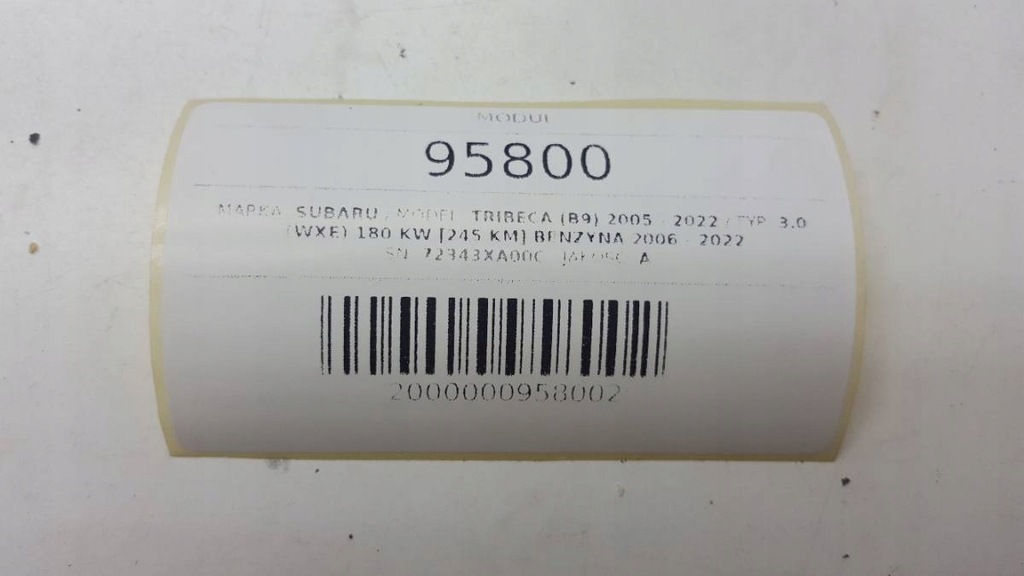 MODUŁ
95800
MARKA: SUBARU / MODEL: TRIBECA (B9) 2005 - 2022 / TYP: 3.0
(WXE) 180 KW [245 KM] BENZYNA 2006 - 2022
SN: 72343XA00C JAKOŚĆ: A
2000000958002